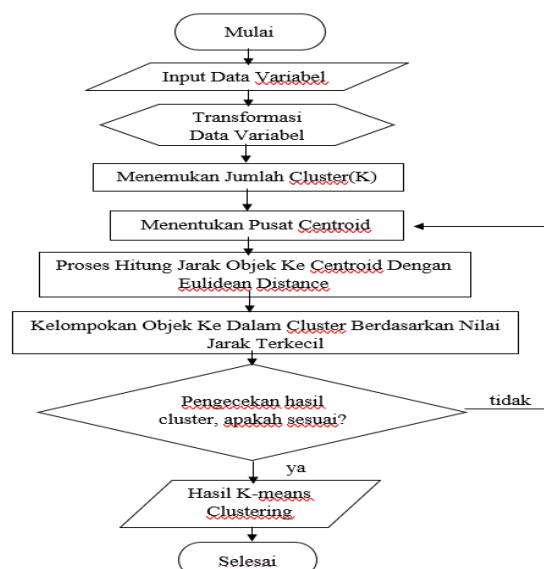 Mulai
Input Data Variabel
Transformasi
Data Variabel
Menemukan Jumlah Cluster(K)
Menentukan Pusat Centroid
Proses Hitung Jarak Objek Ke Centroid Dengan
Eulidean Distance
Kelompokan Objek Ke Dalam Cluster Berdasarkan Nilai
Jarak Terkecil
Pengecekan hasil
cluster, apakah sesuai?
tidak
ya
Hasil K-means
Clustering
Selesai